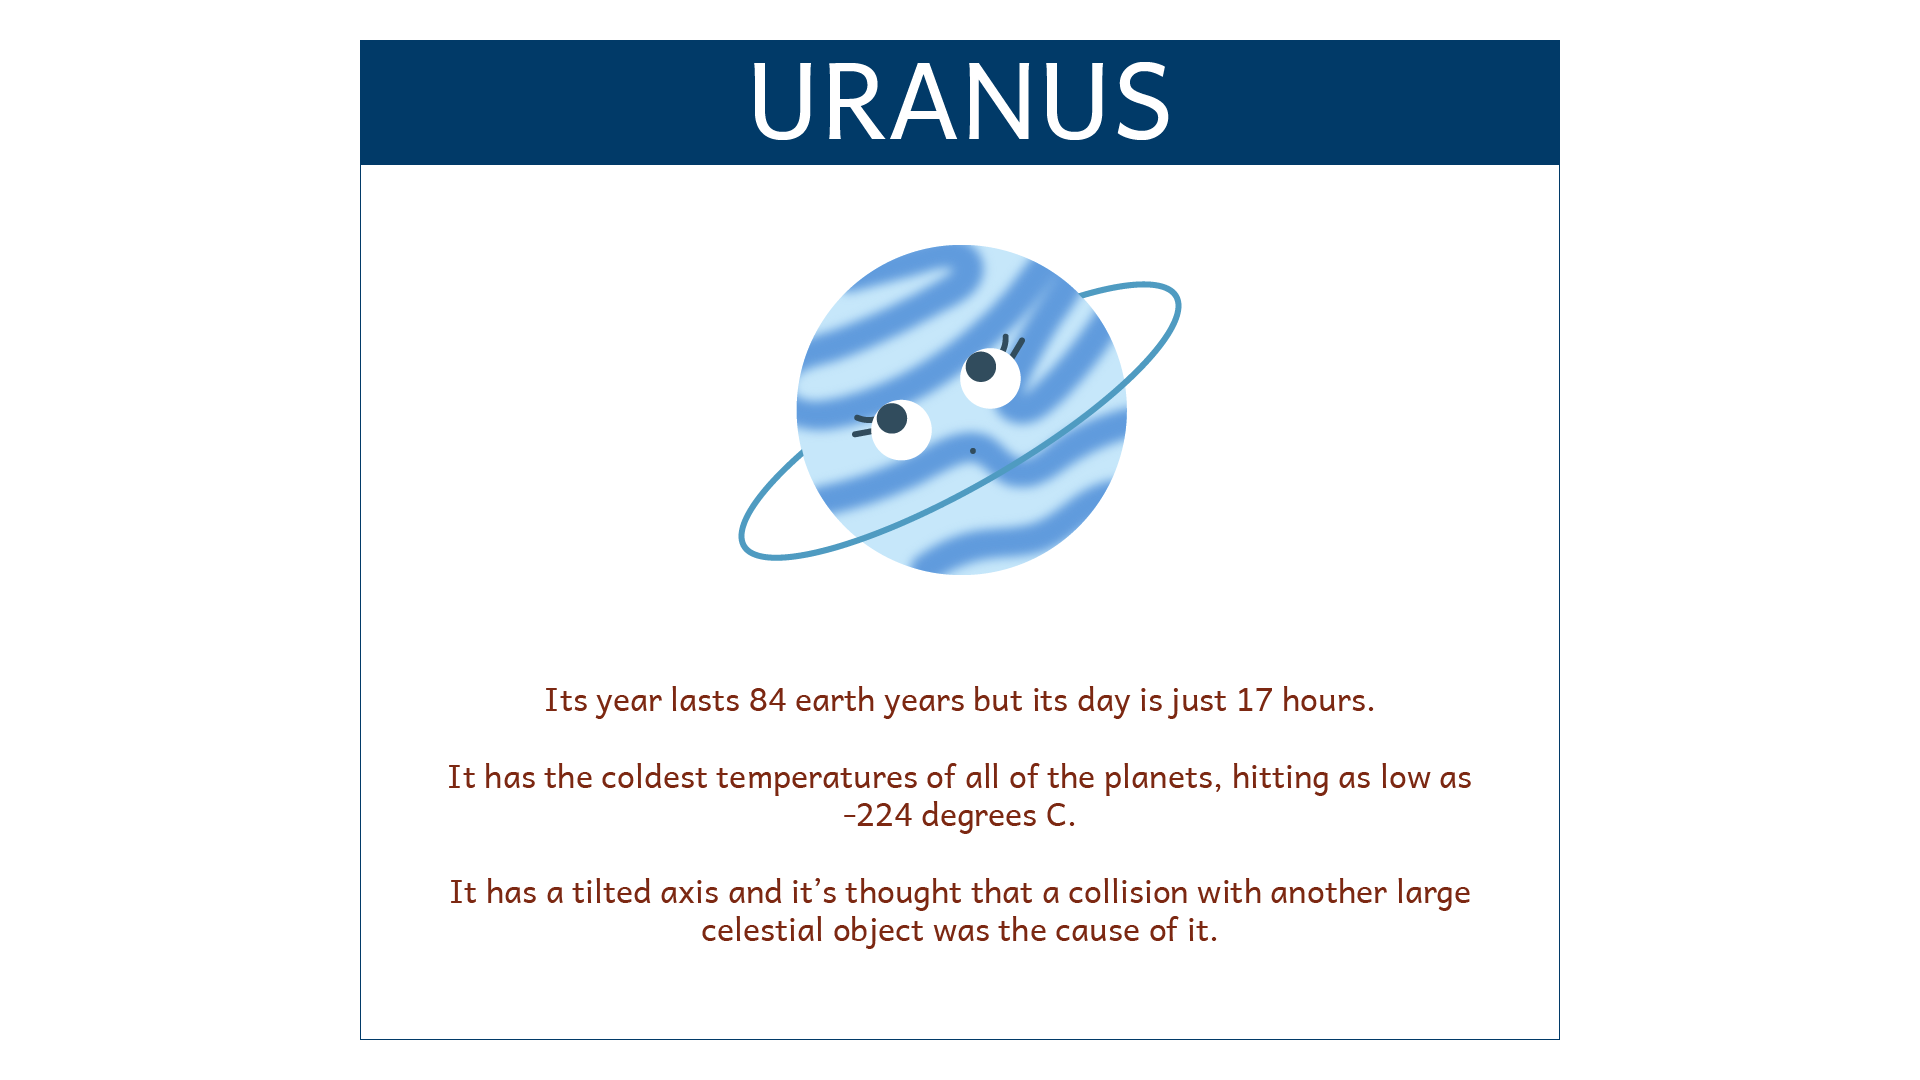 URANUS
Its year lasts 84 earth years but its day is just 17 hours.
It has the coldest temperatures of all of the planets, hitting as low as
-224 degrees C.
It has a tilted axis and it’s thought that a collision with another large
celestial object was the cause of it.